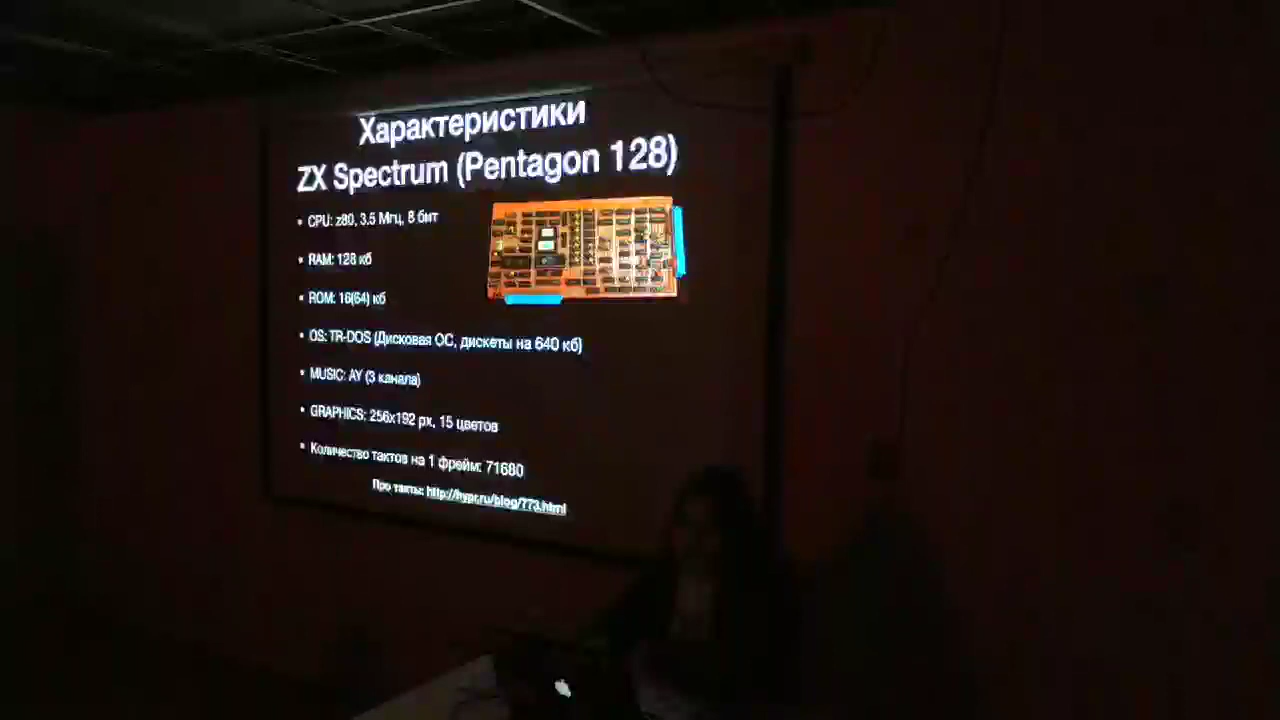 Характеристики
ZX Spectrum (Pentagon 128)
• CPU: z80, 3.5 Мгц, 8 бит
• RAM: 128 кб
• ROM: 16(64) кб
• OS: TR-DOS (Дисковая ОС, дискеты на 640 кб)
• MUSIC: AY (3 канала)
• GRAPHICS: 256x192 px, 15 цветов
• Количество тактов на 1 фрейм: 71680
Про такты: http://hypr.ru/blog/773.html